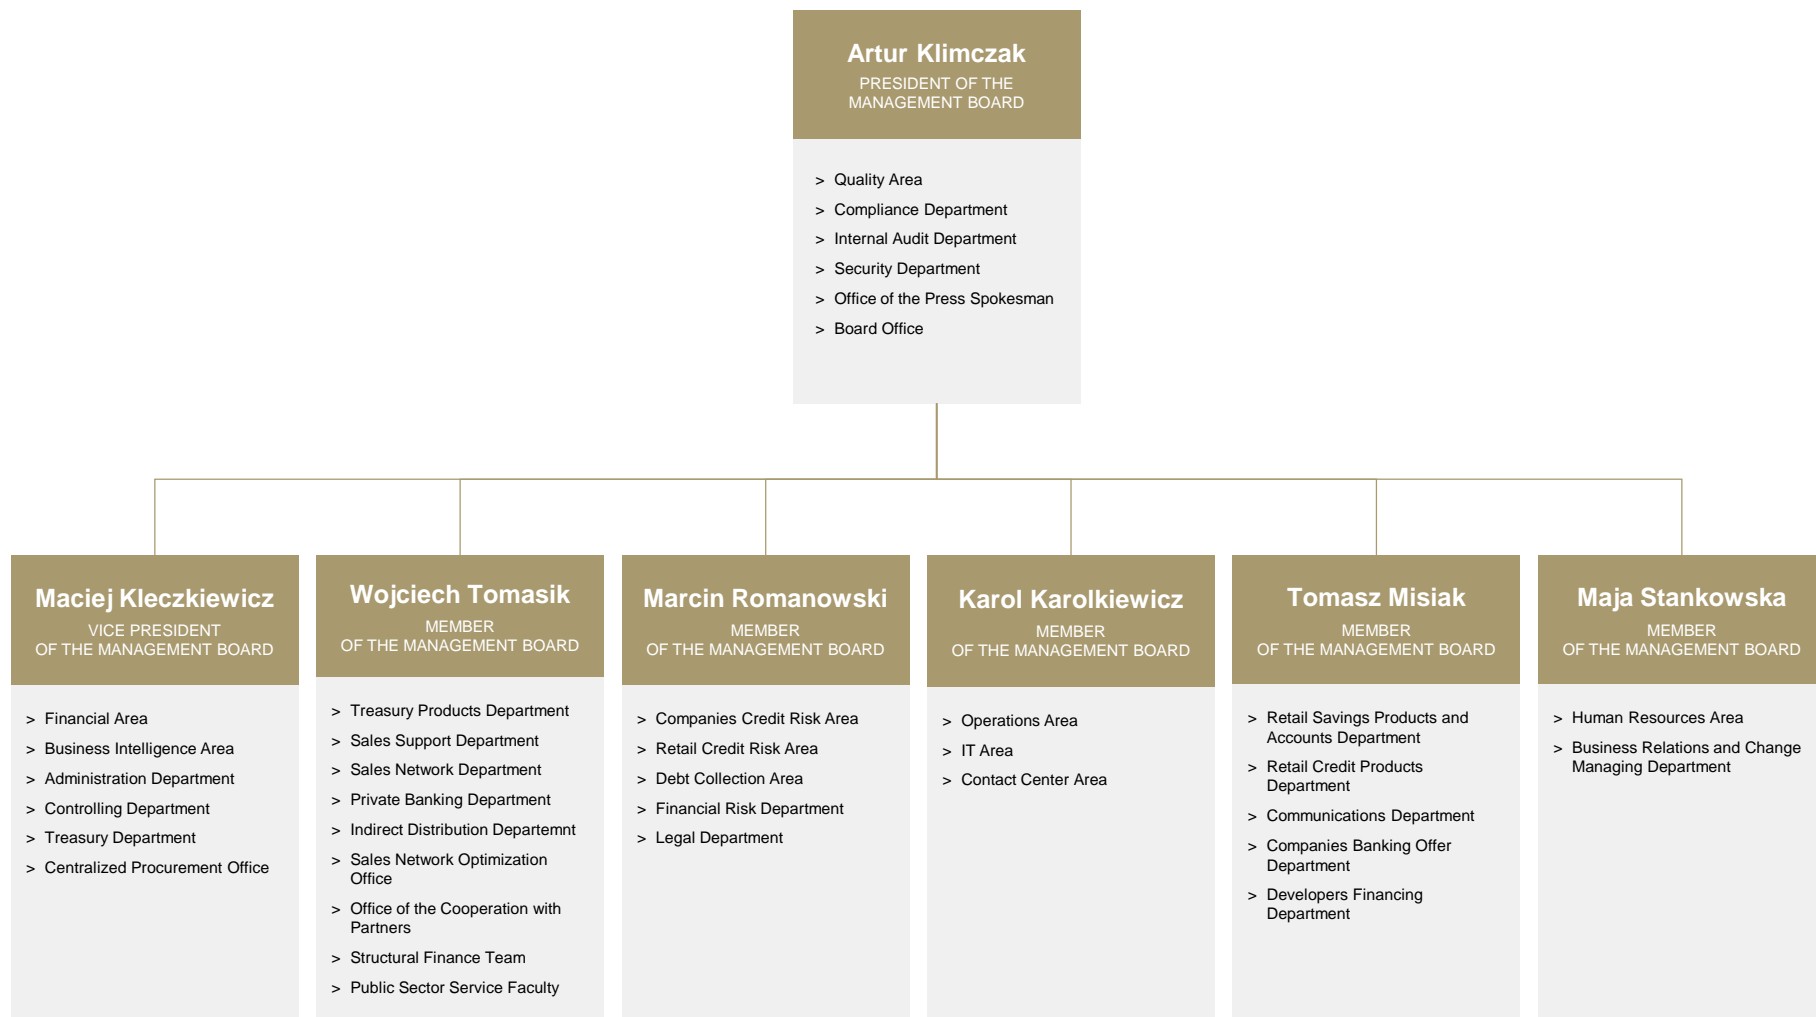 Artur Klimczak
PRESIDENT OF THE
MANAGEMENT BOARD
> Quality Area
> Compliance Department
> Internal Audit Department
> Security Department
> Office of the Press Spokesman
> Board Office
Maciej Kleczkiewicz
VICE PRESIDENT
OF THE MANAGEMENT BOARD
> Financial Area
> Business Intelligence Area
> Administration Department
> Controlling Department
> Treasury Department
> Centralized Procurement Office
Wojciech Tomasik
MEMBER
OF THE MANAGEMENT BOARD
> Treasury Products Department
> Sales Support Department
> Sales Network Department
> Private Banking Department
> Indirect Distribution Departemnt
> Sales Network Optimization
Office
> Office of the Cooperation with
Partners
> Structural Finance Team
> Public Sector Service Faculty
Marcin Romanowski
MEMBER
OF THE MANAGEMENT BOARD
> Companies Credit Risk Area
> Retail Credit Risk Area
> Debt Collection Area
> Financial Risk Department
> Legal Department
Karol Karolkiewicz
MEMBER
OF THE MANAGEMENT BOARD
> Operations Area
> IT Area
> Contact Center Area
Tomasz Misiak
MEMBER
OF THE MANAGEMENT BOARD
> Retail Savings Products and
Accounts Department
> Retail Credit Products
Department
> Communications Department
> Companies Banking Offer
Department
> Developers Financing
Department
Maja Stankowska
MEMBER
OF THE MANAGEMENT BOARD
> Human Resources Area
> Business Relations and Change
Managing Department